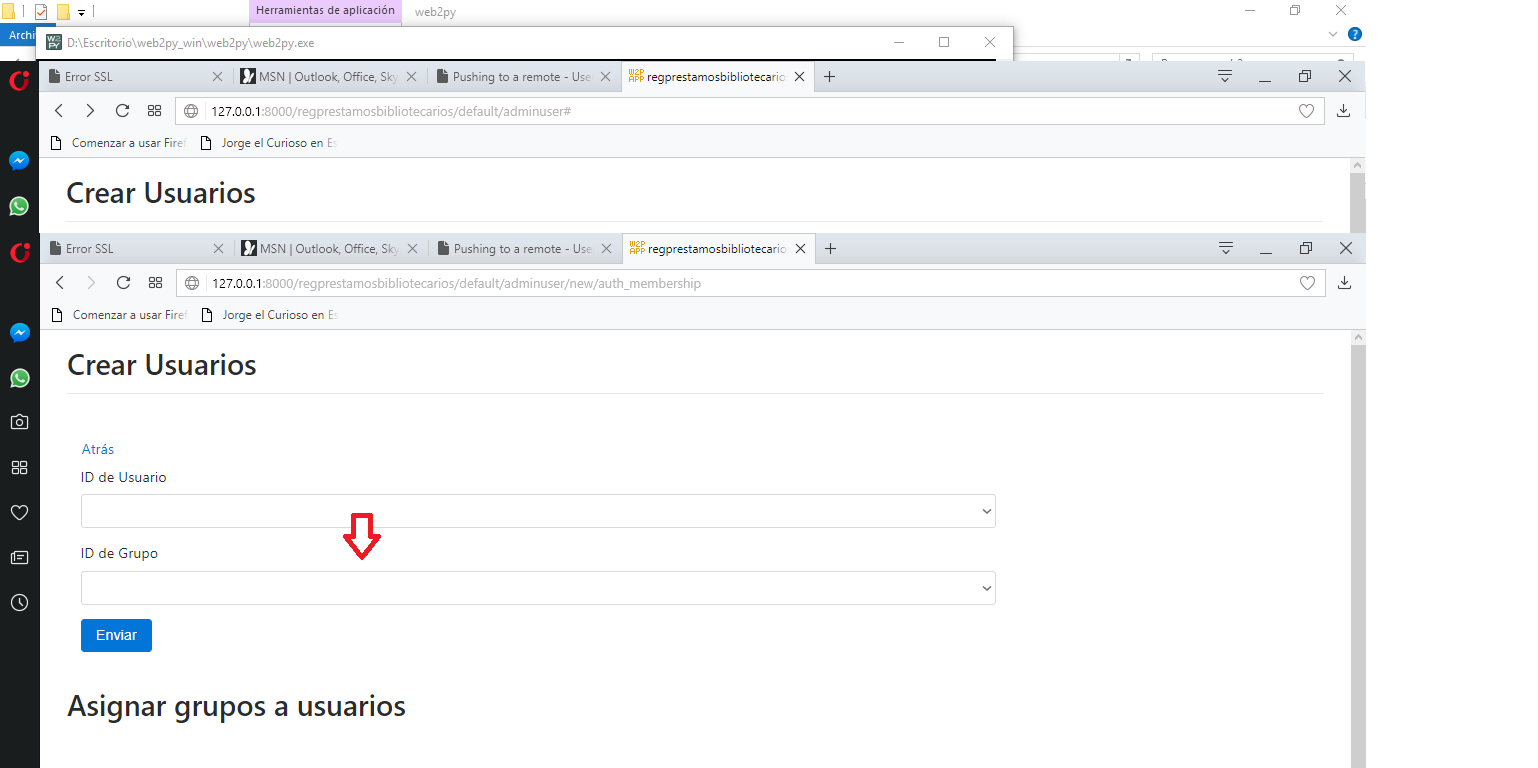 Herramientas de aplicación
web2py
Archi
D:\Escritorio\web2py_win\web2py\web2py.exe
Error SSL
MSN | Outlook, Office, Sky
Pushing to a remote - Use
regprestamosbibliotecario
127.0.0.1:8000/regprestamosbibliotecarios/default/adminuser#
Comenzar a usar Firef
Jorge el Curioso en Es
Crear Usuarios
Error SSL
MSN | Outlook, Office, Sky
Pushing to a remote - Use
regprestamosbibliotecario
127.0.0.1:8000/regprestamosbibliotecarios/default/adminuser/new/auth_membership
Comenzar a usar Firef
Jorge el Curioso en Es
Crear Usuarios
Atrás
ID de Usuario
ID de Grupo
Enviar
Asignar grupos a usuarios